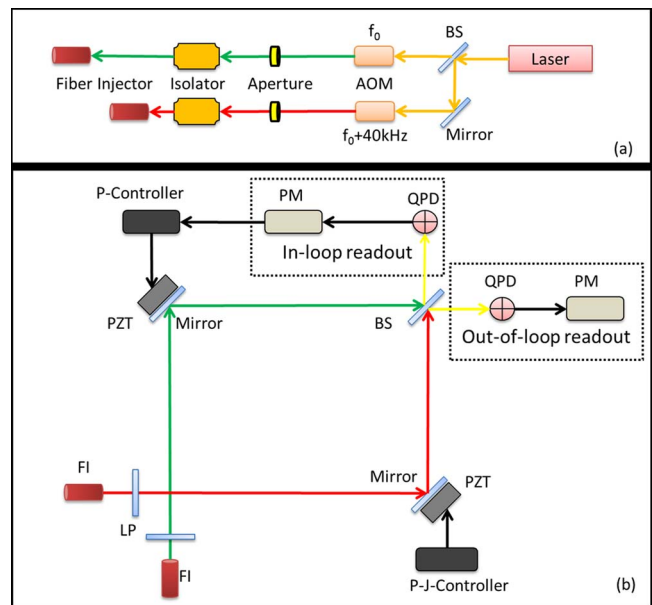 f₀
BS
Laser
Fiber Injector
Isolator
Aperture
AOM
f₀+40kHz
Mirror
(a)
P-Controller
PM
QPD
In-loop readout
QPD
PM
PZT
Mirror
BS
Out-of-loop readout
FI
Mirror
PZT
LP
FI
P-J-Controller
(b)